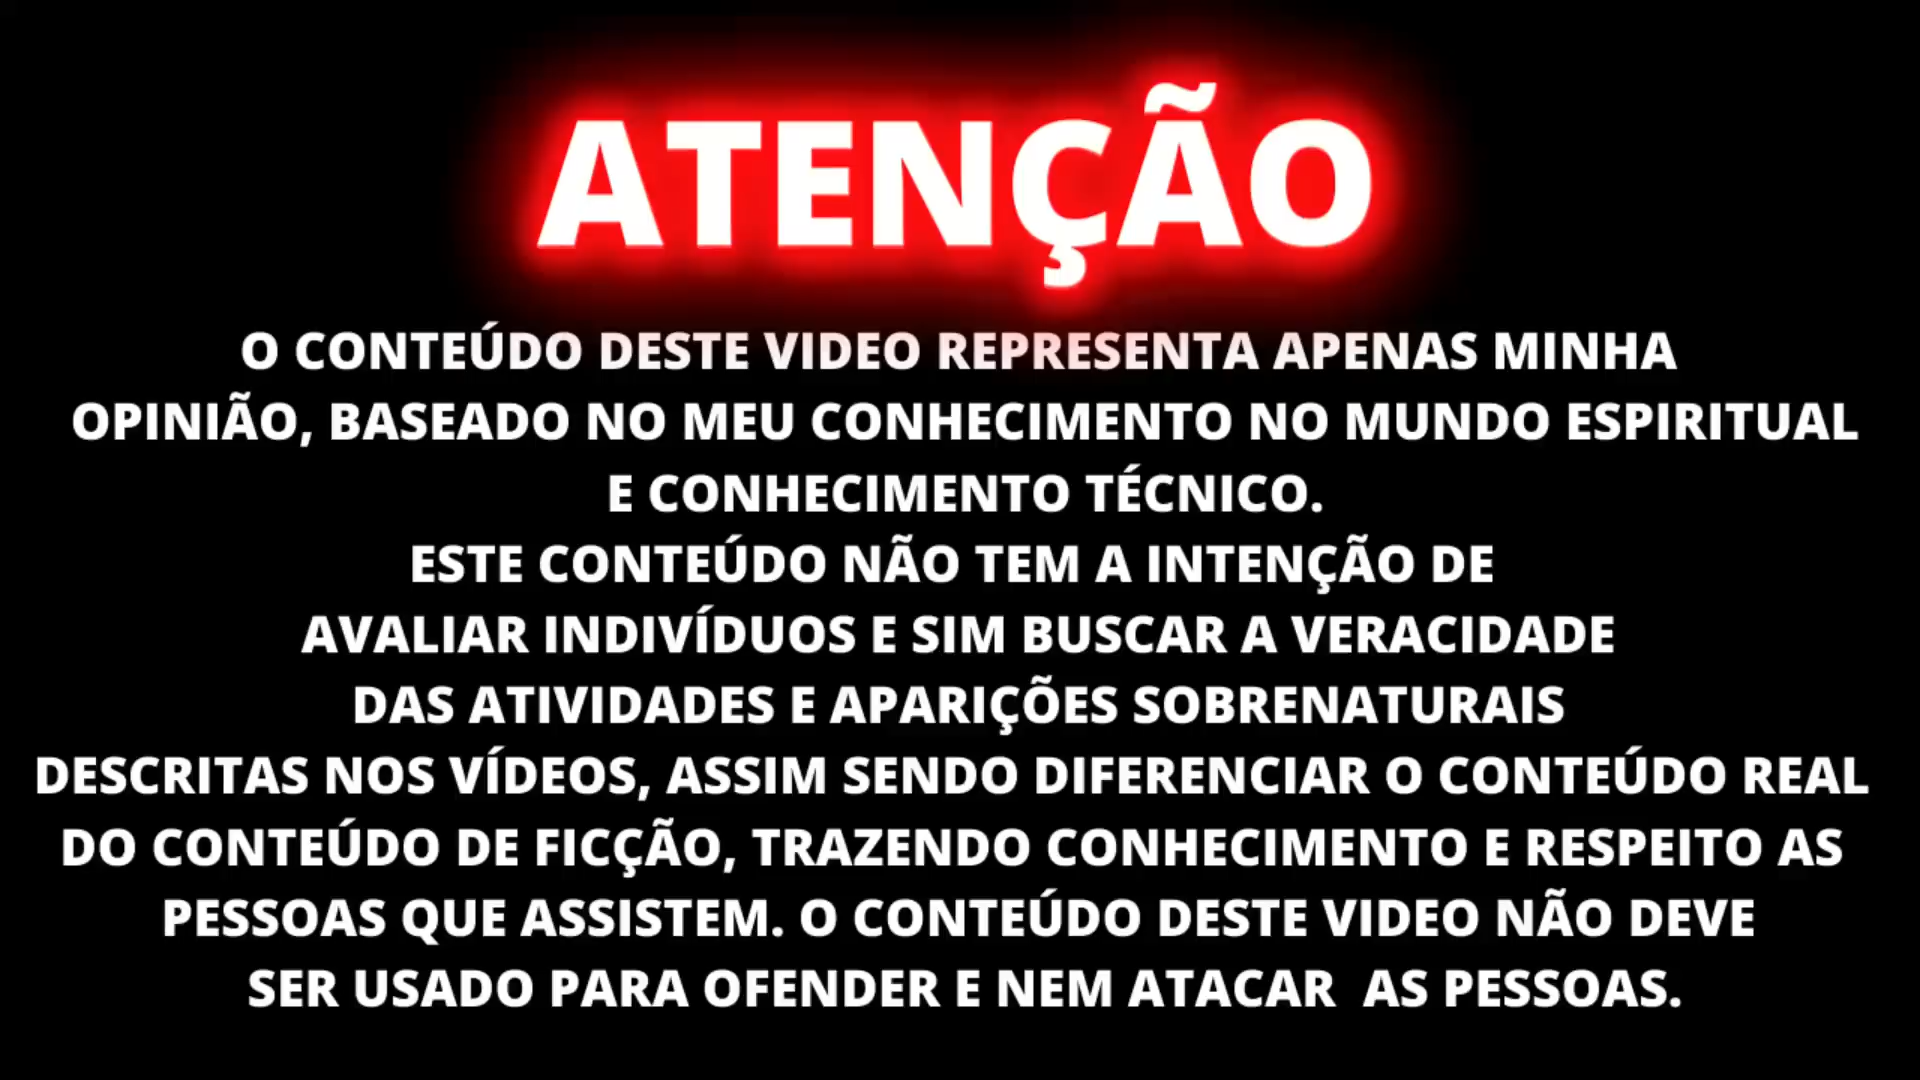 ATENÇÃO
O CONTEÚDO DESTE VIDEO REPRESENTA APENAS MINHA
OPINIÃO, BASEADO NO MEU CONHECIMENTO NO MUNDO ESPIRITUAL
E CONHECIMENTO TÉCNICO.
ESTE CONTEÚDO NÃO TEM A INTENÇÃO DE
AVALIAR INDIVÍDUOS E SIM BUSCAR A VERACIDADE
DAS ATIVIDADES E APARIÇÕES SOBRENATURAIS
DESCRITAS NOS VÍDEOS, ASSIM SENDO DIFERENCIAR O CONTEÚDO REAL
DO CONTEÚDO DE FICÇÃO, TRAZENDO CONHECIMENTO E RESPEITO AS
PESSOAS QUE ASSISTEM. O CONTEÚDO DESTE VIDEO NÃO DEVE
SER USADO PARA OFENDER E NEM ATACAR  AS PESSOAS.